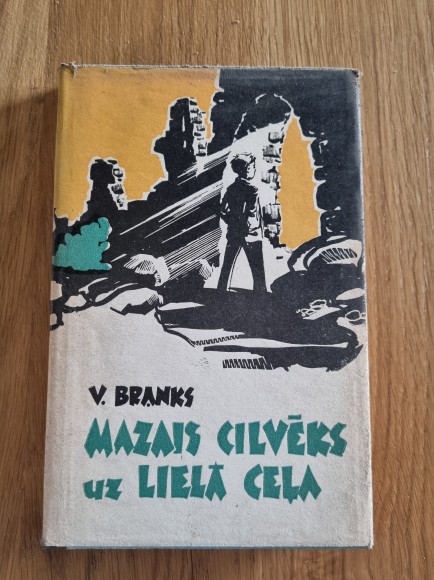 V. BRANKS
MAZAIS CILVĒKS
uz LIELĀ CEĻA